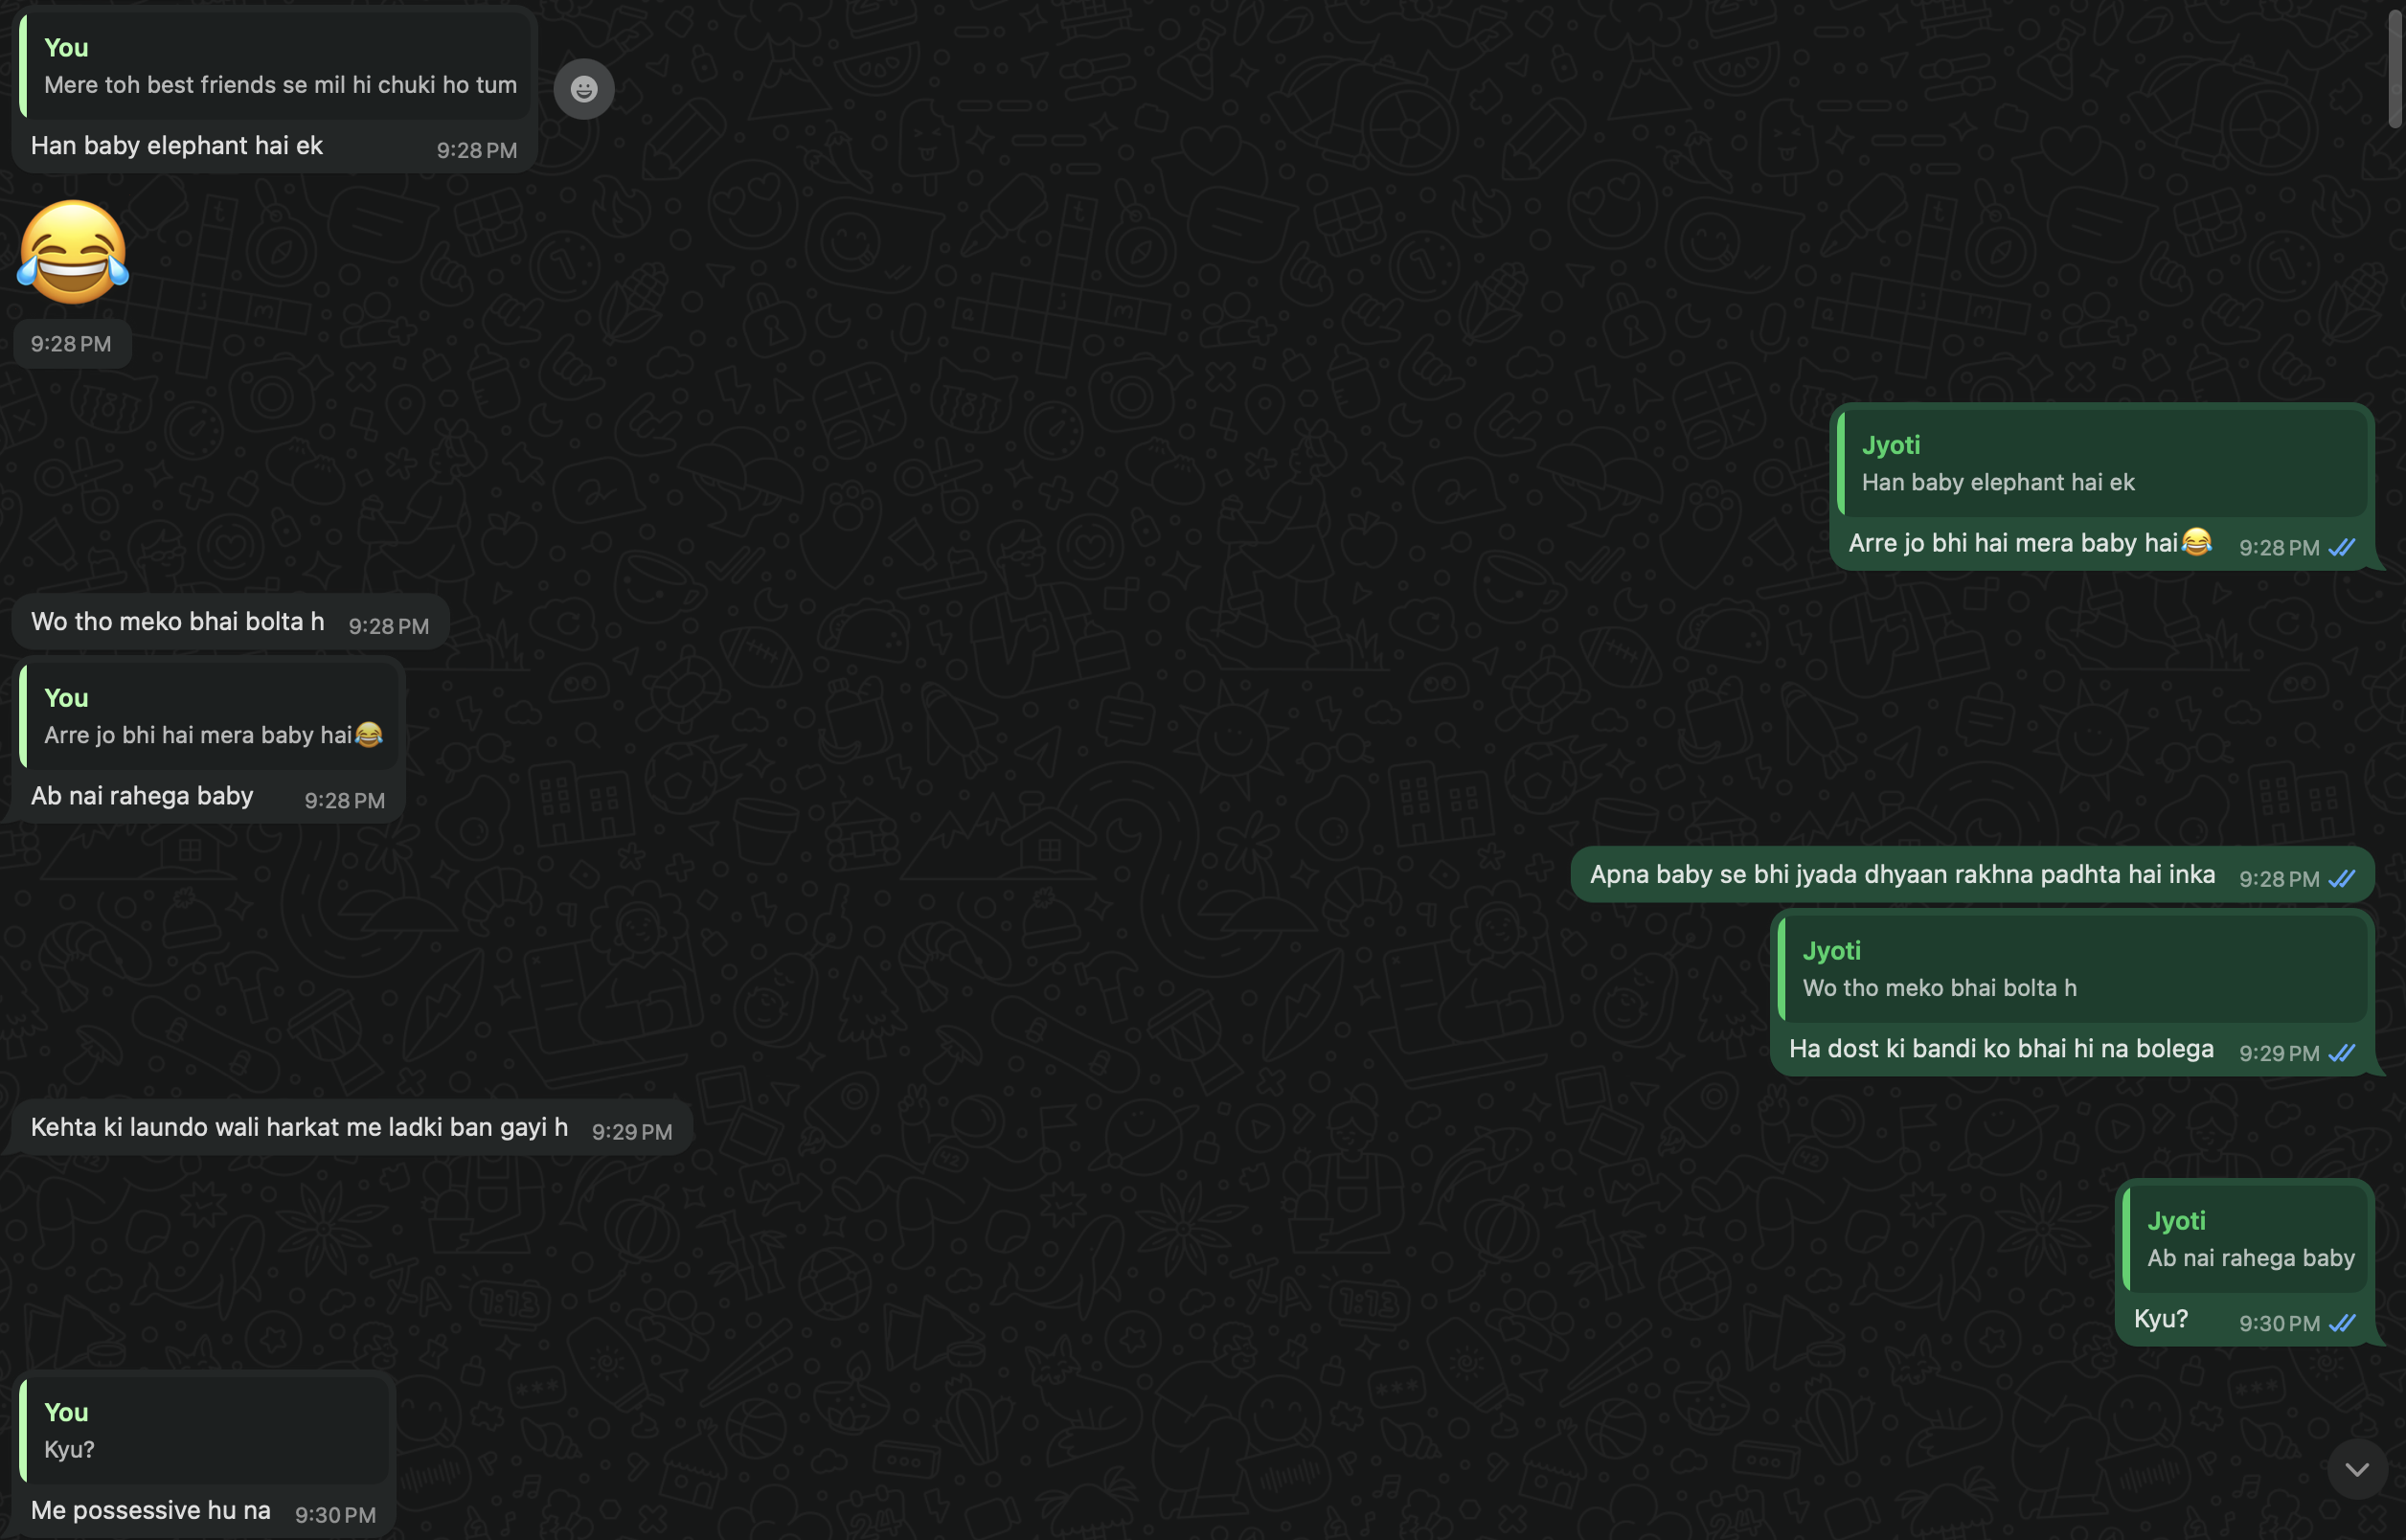 You
Mere toh best friends se mil hi chuki ho tum
Han baby elephant hai ek
9:28 PM
9:28 PM
Jyoti
Han baby elephant hai ek
Arre jo bhi hai mera baby hai😂
9:28 PM
Wo tho meko bhai bolta h
9:28 PM
You
Arre jo bhi hai mera baby hai😂
Ab nai rahega baby
9:28 PM
Apna baby se bhi jyada dhyaan rakhna padhta hai inka
9:28 PM
Jyoti
Wo tho meko bhai bolta h
Ha dost ki bandi ko bhai hi na bolega
9:29 PM
Kehta ki laundo wali harkat me ladki ban gayi h
9:29 PM
Jyoti
Ab nai rahega baby
Kyu?
9:30 PM
You
Kyu?
Me possessive hu na
9:30 PM